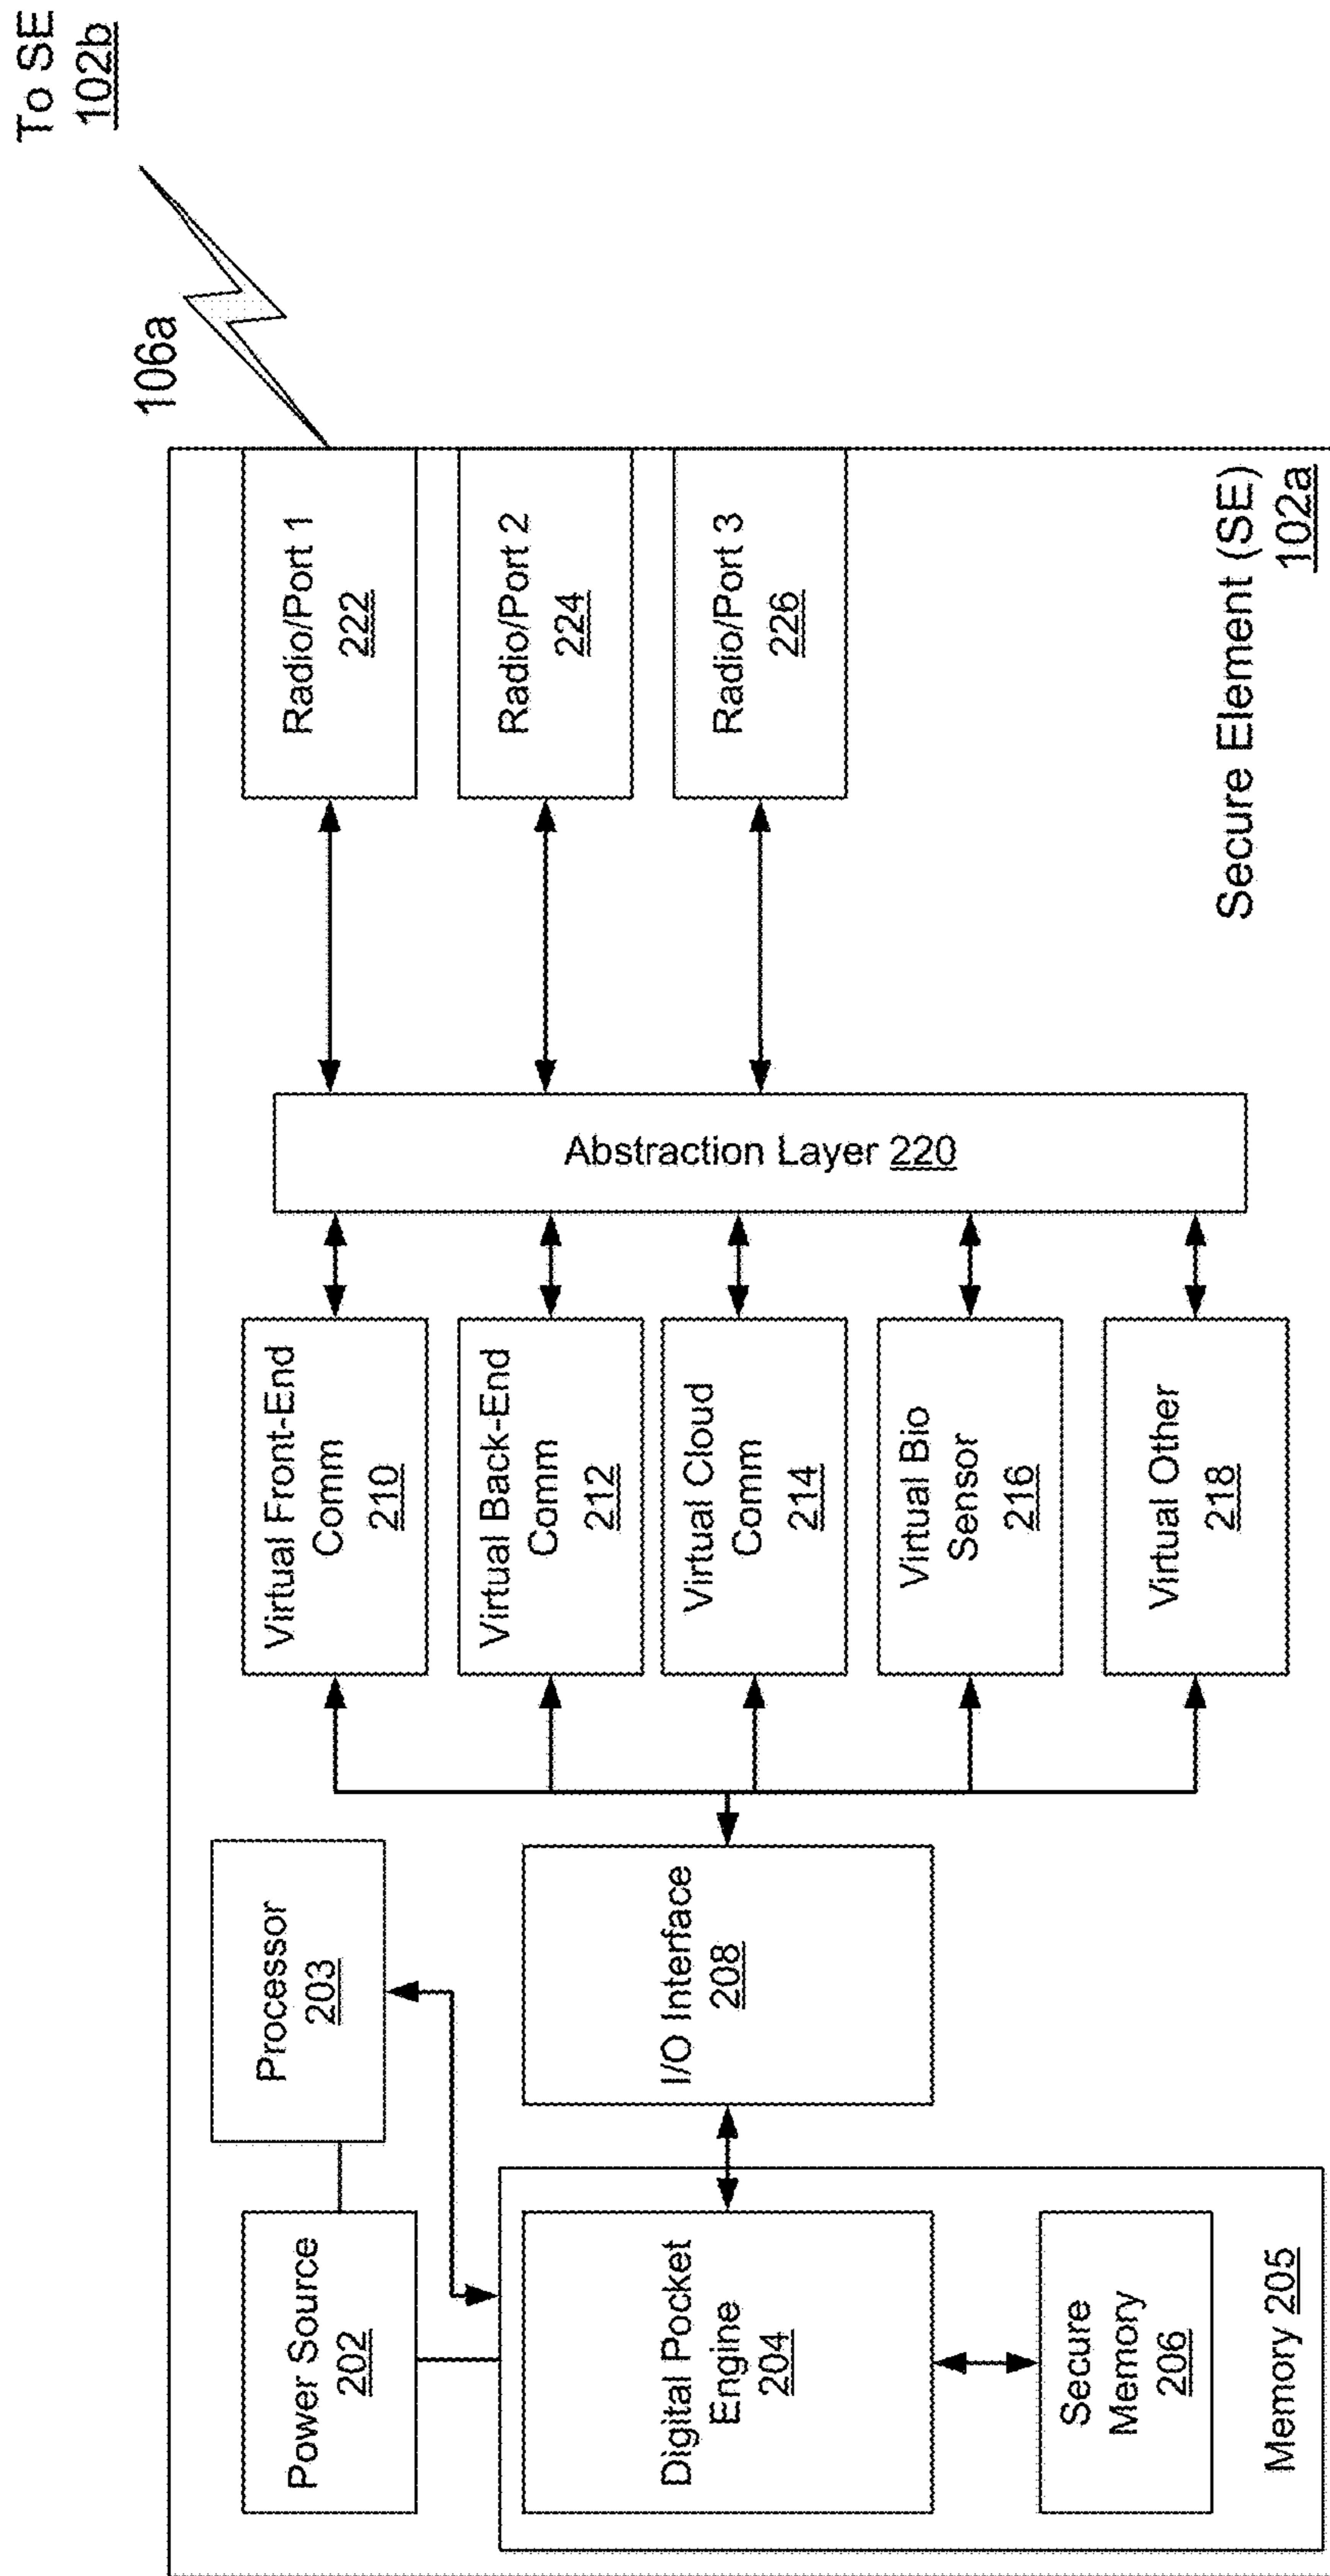 To SE
102b
106a
Power Source
202
Processor
203
Digital Pocket
Engine
204
Secure
Memory
206
Memory 205
I/O Interface
208
Virtual Front-End
Comm
210
Virtual Back-End
Comm
212
Virtual Cloud
Comm
214
Virtual Bio
Sensor
216
Virtual Other
218
Abstraction Layer 220
Radio/Port 1
222
Radio/Port 2
224
Radio/Port 3
226
Secure Element (SE)
102a